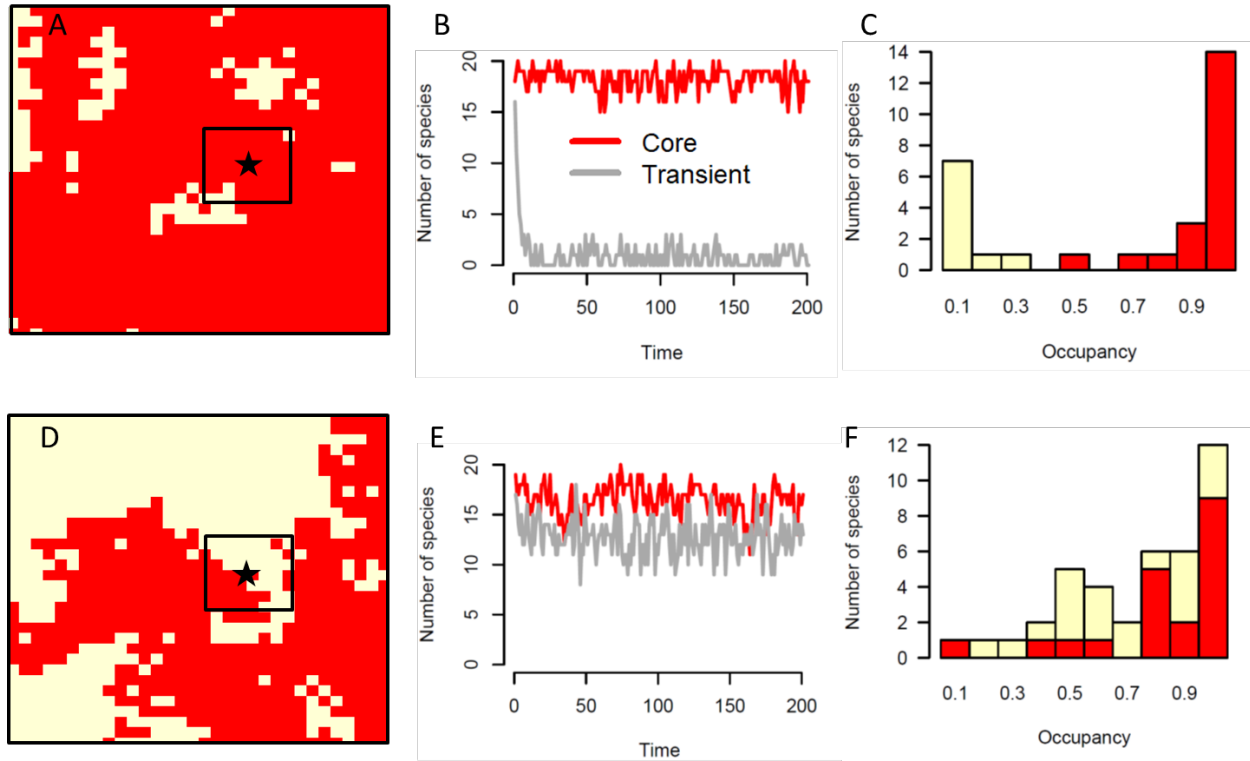 A
B
C
Number of species
20
15
10
5
0
Core
Transient
0 50 100 150 200
Time
Number of species
14
12
10
8
6
4
2
0
0.1 0.3 0.5 0.7 0.9
Occupancy
D
E
F
Number of species
20
15
10
5
0
0 50 100 150 200
Time
Number of species
12
10
8
6
4
2
0
0.1 0.3 0.5 0.7 0.9
Occupancy